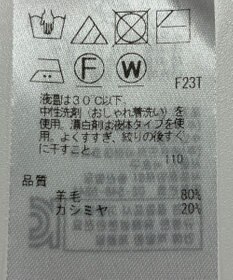 F
W
F23T
液温は30℃以下、
中性洗剤(おしゃれ着洗い)を
使用、漂白剤は液体タイプを使
用、よくすすぎ、絞りの後すぐ
に干すこと。
110
品質
羊毛 80%
カシミヤ 20%